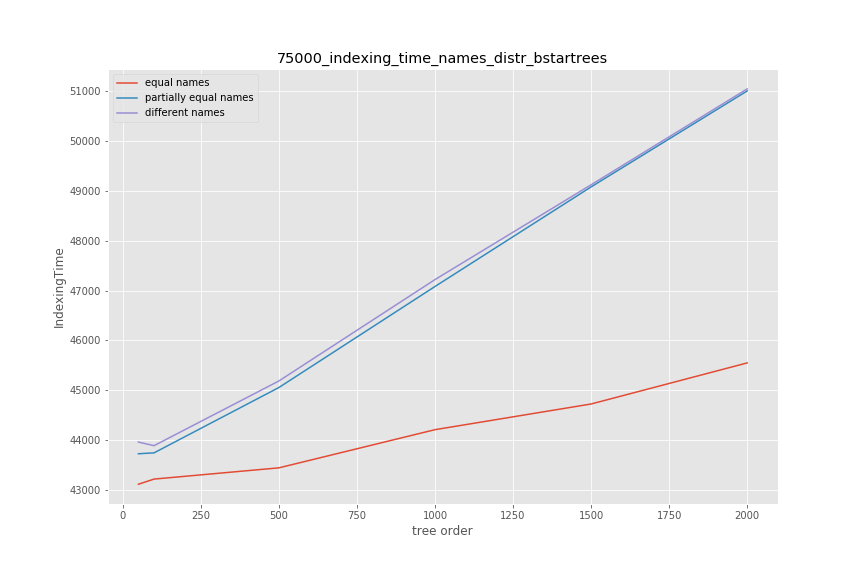 75000_indexing_time_names_distr_bstartrees
equal names
partially equal names
different names
51000
50000
49000
48000
47000
46000
45000
44000
43000
IndexingTime
0 250 500 750 1000 1250 1500 1750 2000
tree order